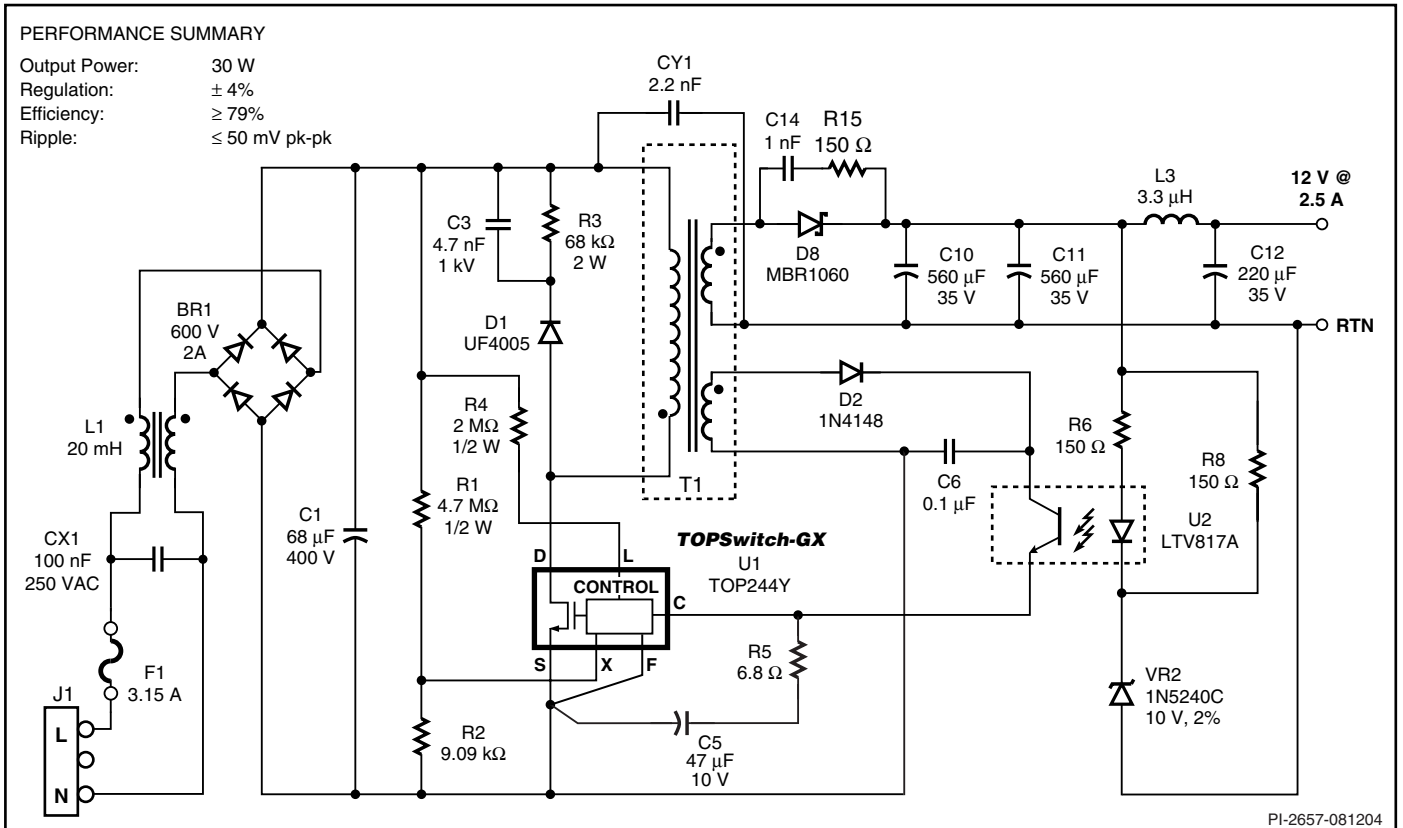 PERFORMANCE SUMMARY
Output Power: 30 W
Regulation: ± 4%
Efficiency: ≥ 79%
Ripple: ≤ 50 mV pk-pk
CY1
2.2 nF
C14
1 nF
R15
150 Ω
L3
3.3 μH
12 V @
2.5 A
C3
4.7 nF
1 kV
R3
68 kΩ
2 W
D8
MBR1060
C10
560 μF
35 V
C11
560 μF
35 V
C12
220 μF
35 V
BR1
600 V
2A
D1
UF4005
RTN
D2
1N4148
R4
2 MΩ
1/2 W
L1
20 mH
R6
150 Ω
R8
150 Ω
T1
C6
0.1 μF
R1
4.7 MΩ
1/2 W
C1
68 μF
400 V
CX1
100 nF
250 VAC
TOPSwitch-GX
U1
TOP244Y
U2
LTV817A
D
L
CONTROL
C
S
X
F
R5
6.8 Ω
F1
3.15 A
J1
L
N
VR2
1N5240C
10 V, 2%
R2
9.09 kΩ
C5
47 μF
10 V
PI-2657-081204